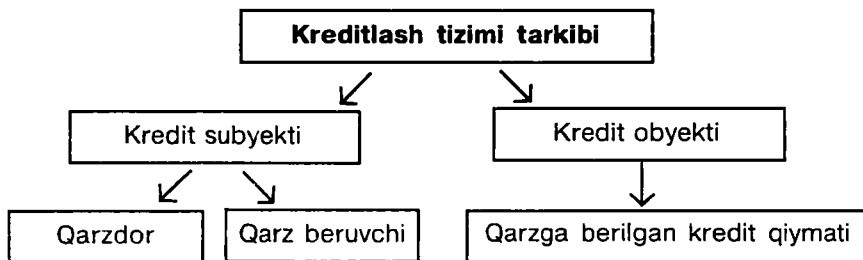 Kreditlash tizimi tarkibi
Kredit subyekti
Kredit obyekti
Qarzdor
Qarz beruvchi
Qarzga berilgan kredit qiymati